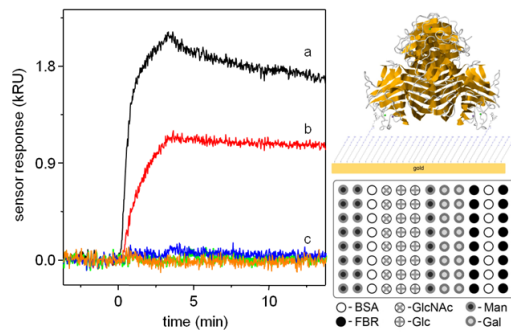 sensor response (kRU)
1.8
0.9
0.0
a
b
c
0
5
10
time (min)
gold
-BSA
-GlcNAc
-Man
-FBR
-Glc
-Gal